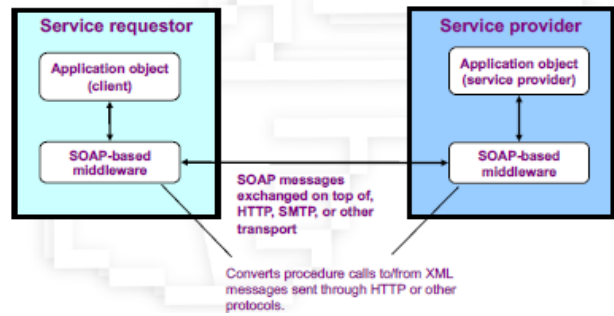 Service requestor
Application object
(client)
SOAP-based
middleware
Service provider
Application object
(service provider)
SOAP-based
middleware
SOAP messages
exchanged on top of,
HTTP, SMTP, or other
transport
Converts procedure calls to/from XML
messages sent through HTTP or other
protocols.